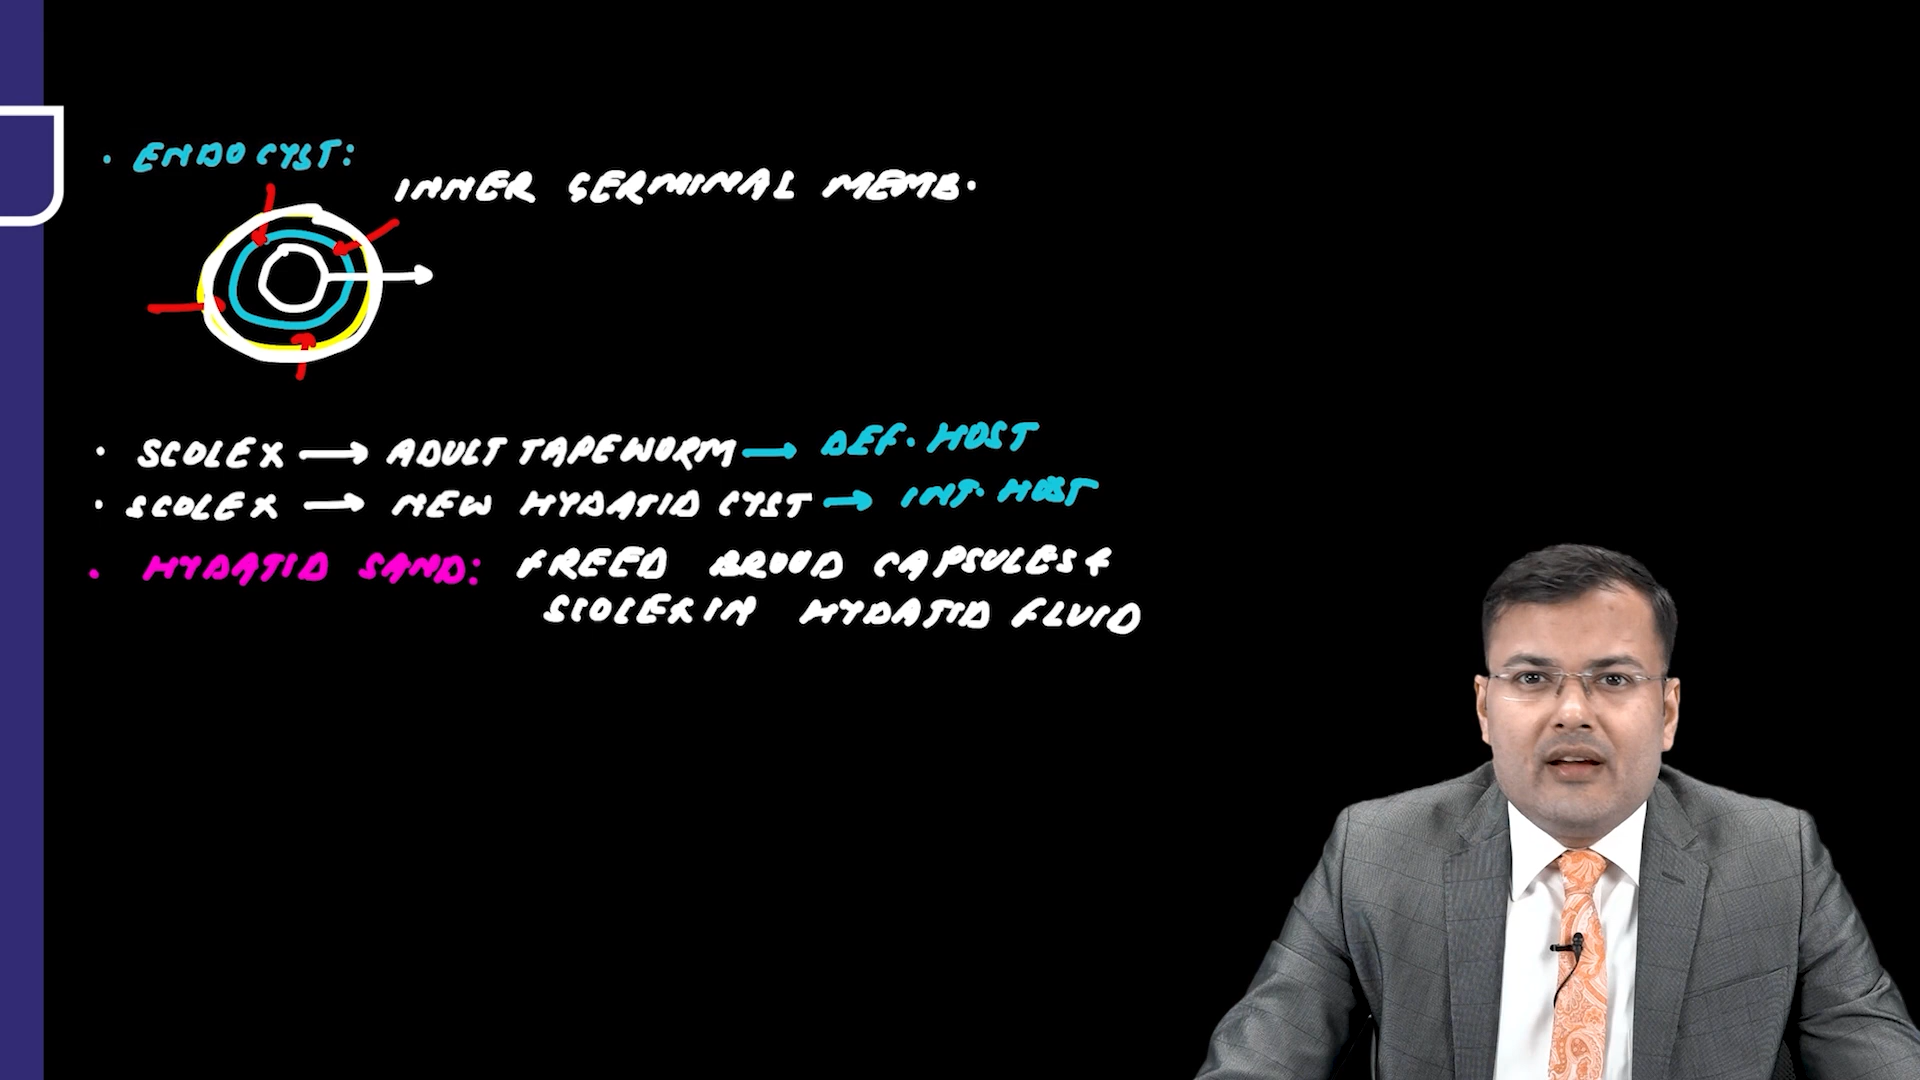 • ENDOCYST:
INNER GERMINAL MEMB.
• SCOLEX → ADULT TAPEWORM → DEF. HOST
• SCOLEX → NEW HYDATID CYST → INT. HOST
• HYDATID SAND: FREED BROOD CAPSULES &
SCOLEX IN HYDATID FLUID